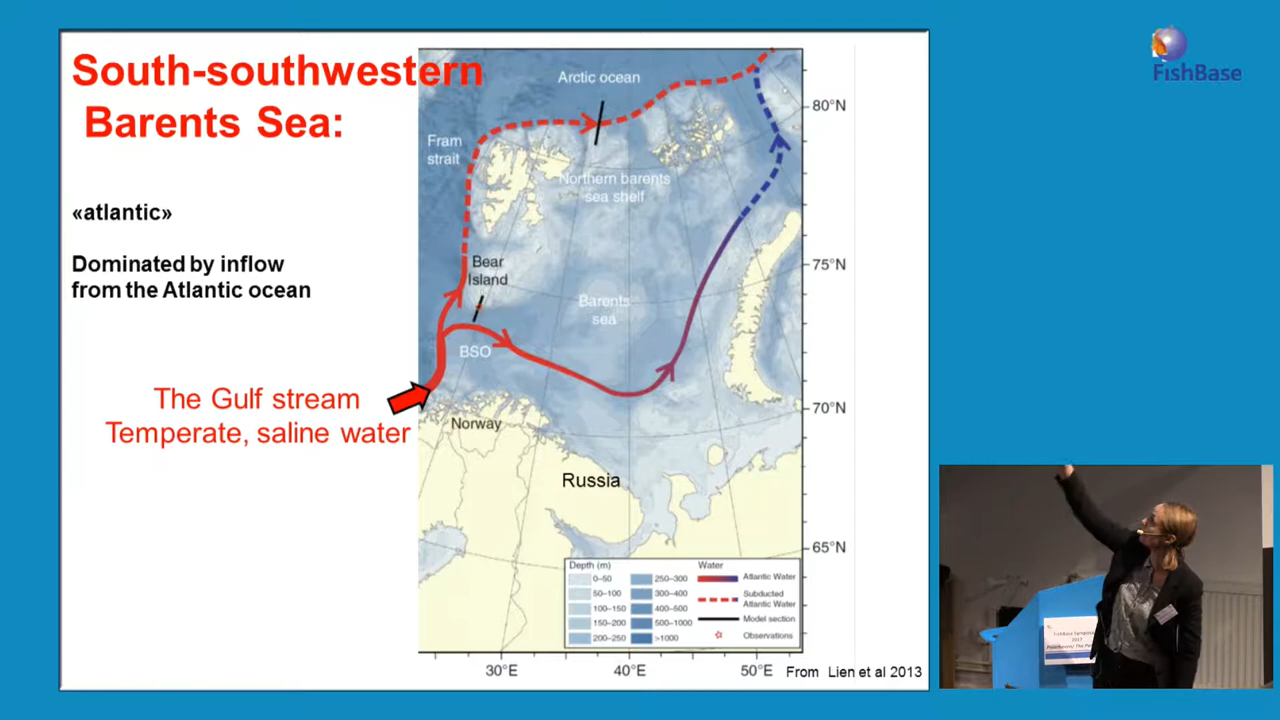 South-southwestern
Barents Sea:
«atlantic»
Dominated by inflow
from the Atlantic ocean
The Gulf stream
Temperate, saline water
Arctic ocean
Fram
strait
Northern barents
sea shelf
Bear
Island
Barents
sea
BSO
Norway
Russia
80°N
75°N
70°N
65°N
30°E
40°E
50°E
Depth (m)
0–50
50–100
100–150
150–200
200–250
250–300
300–400
400–500
500–1000
>1000
Water
Atlantic Water
Subducted
Atlantic Water
Model section
Observations
From Lien et al 2013
FishBase
FishBase Symposium
2017